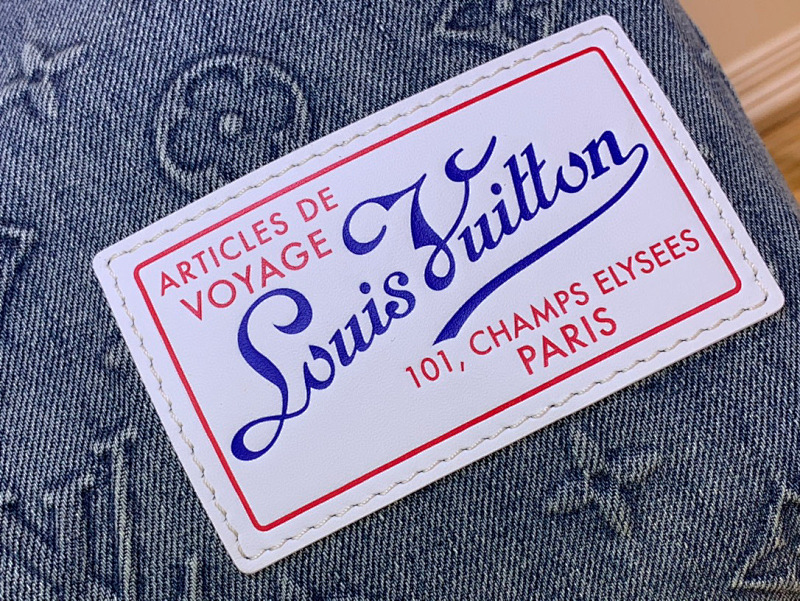 ARTICLES DE
VOYAGE
Louis Vuitton
101, CHAMPS ELYSEES
PARIS